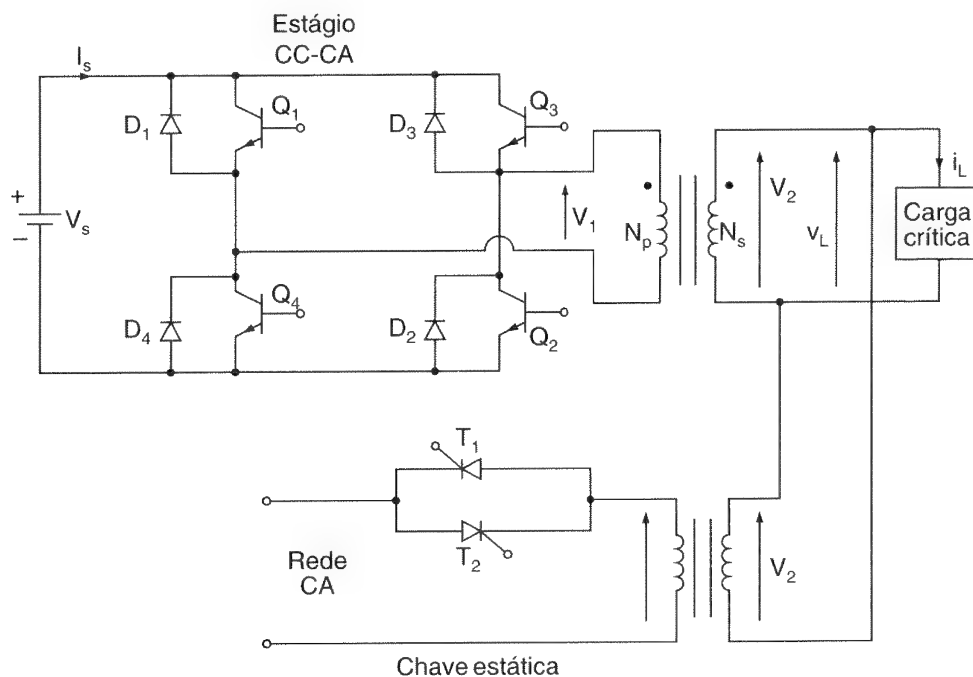 Estágio
CC-CA
I_s
D_1
Q_1
D_3
Q_3
+
V_s
−
V_1
N_p
N_s
V_2
v_L
i_L
Carga
crítica
D_4
Q_4
D_2
Q_2
T_1
T_2
Rede
CA
V_2
Chave estática